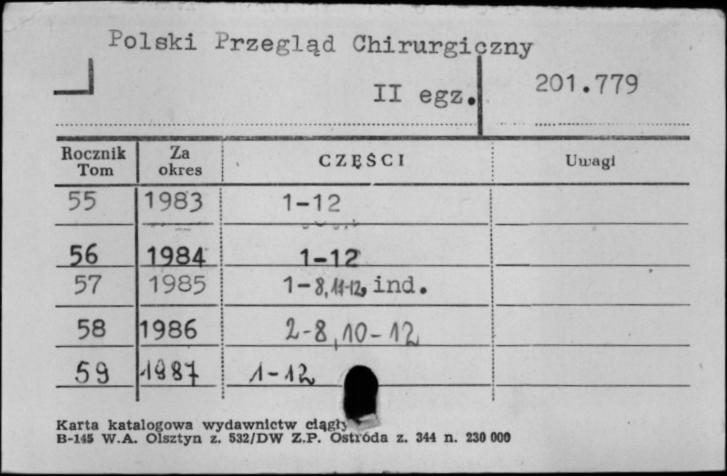 Polski Przegląd Chirurgiczny
II egz. 201.779
Rocznik Tom Za okres CZĘŚCI Uwagi
55 1983 1-12
56 1984 1-12
57 1985 1-8, 11-12, ind.
58 1986 2-8, 10-12
59 1987 1-12
Karta katalogowa wydawnictw ciągły
B-145 W.A. Olsztyn z. 532/DW Z.P. Ostróda z. 344 n. 230 000